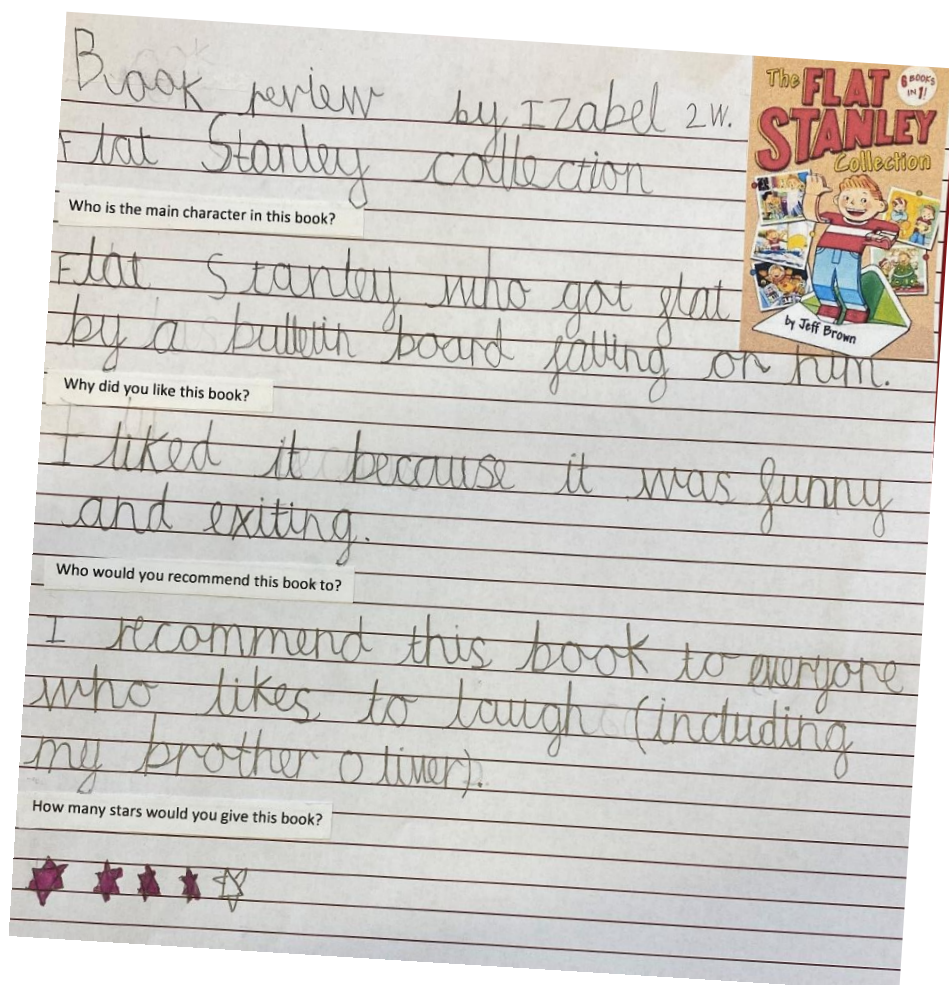 Book review by Izabel 2W.
Flat Stanley collection
The FLAT
6 BOOKS
IN 1!
STANLEY
Collection
by Jeff Brown
Who is the main character in this book?
Flat Stanley who got flat
by a bulletin board falling on him.
Why did you like this book?
I liked it because it was funny
and exiting.
Who would you recommend this book to?
I recommend this book to everyone
who likes to laugh (including
my brother Oliver).
How many stars would you give this book?